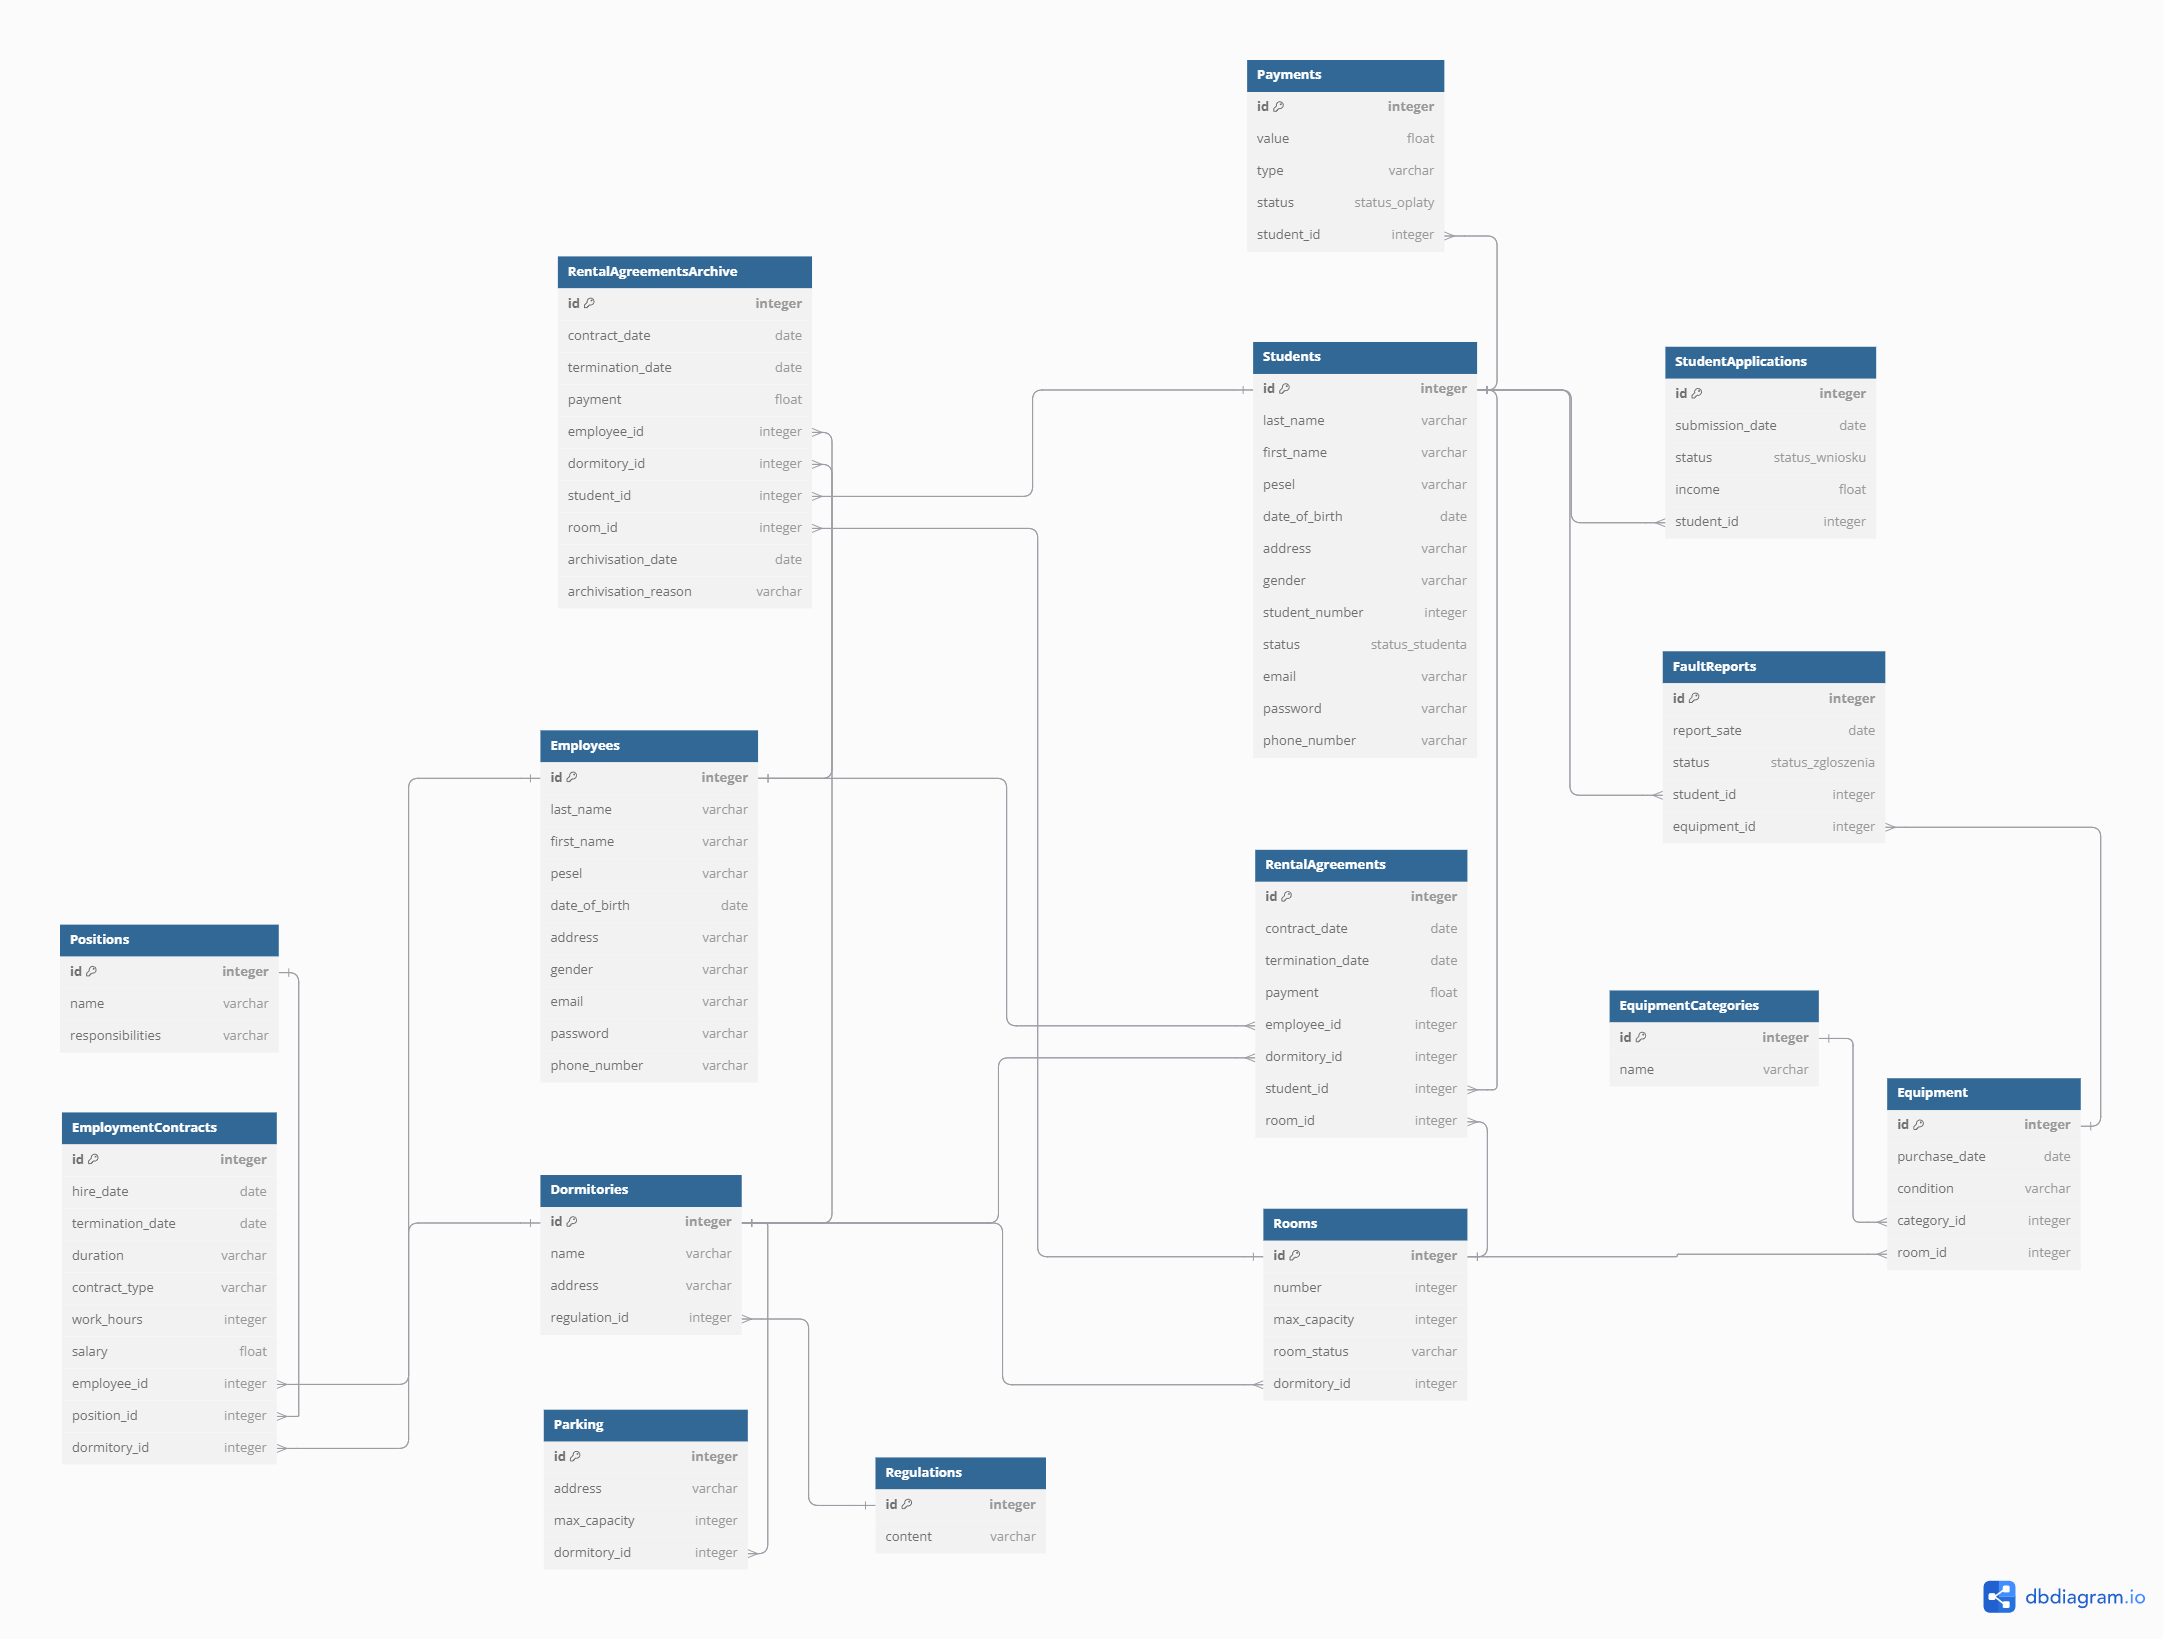 Payments
id integer
value float
type varchar
status status_oplaty
student_id integer
RentalAgreementsArchive
id integer
contract_date date
termination_date date
payment float
employee_id integer
dormitory_id integer
student_id integer
room_id integer
archivisation_date date
archivisation_reason varchar
Students
id integer
last_name varchar
first_name varchar
pesel varchar
date_of_birth date
address varchar
gender varchar
student_number integer
status status_studenta
email varchar
password varchar
phone_number varchar
StudentApplications
id integer
submission_date date
status status_wniosku
income float
student_id integer
FaultReports
id integer
report_sate date
status status_zgloszenia
student_id integer
equipment_id integer
Employees
id integer
last_name varchar
first_name varchar
pesel varchar
date_of_birth date
address varchar
gender varchar
email varchar
password varchar
phone_number varchar
RentalAgreements
id integer
contract_date date
termination_date date
payment float
employee_id integer
dormitory_id integer
student_id integer
room_id integer
Positions
id integer
name varchar
responsibilities varchar
EquipmentCategories
id integer
name varchar
Equipment
id integer
purchase_date date
condition varchar
category_id integer
room_id integer
EmploymentContracts
id integer
hire_date date
termination_date date
duration varchar
contract_type varchar
work_hours integer
salary float
employee_id integer
position_id integer
dormitory_id integer
Dormitories
id integer
name varchar
address varchar
regulation_id integer
Rooms
id integer
number integer
max_capacity integer
room_status varchar
dormitory_id integer
Parking
id integer
address varchar
max_capacity integer
dormitory_id integer
Regulations
id integer
content varchar
dbdiagram.io